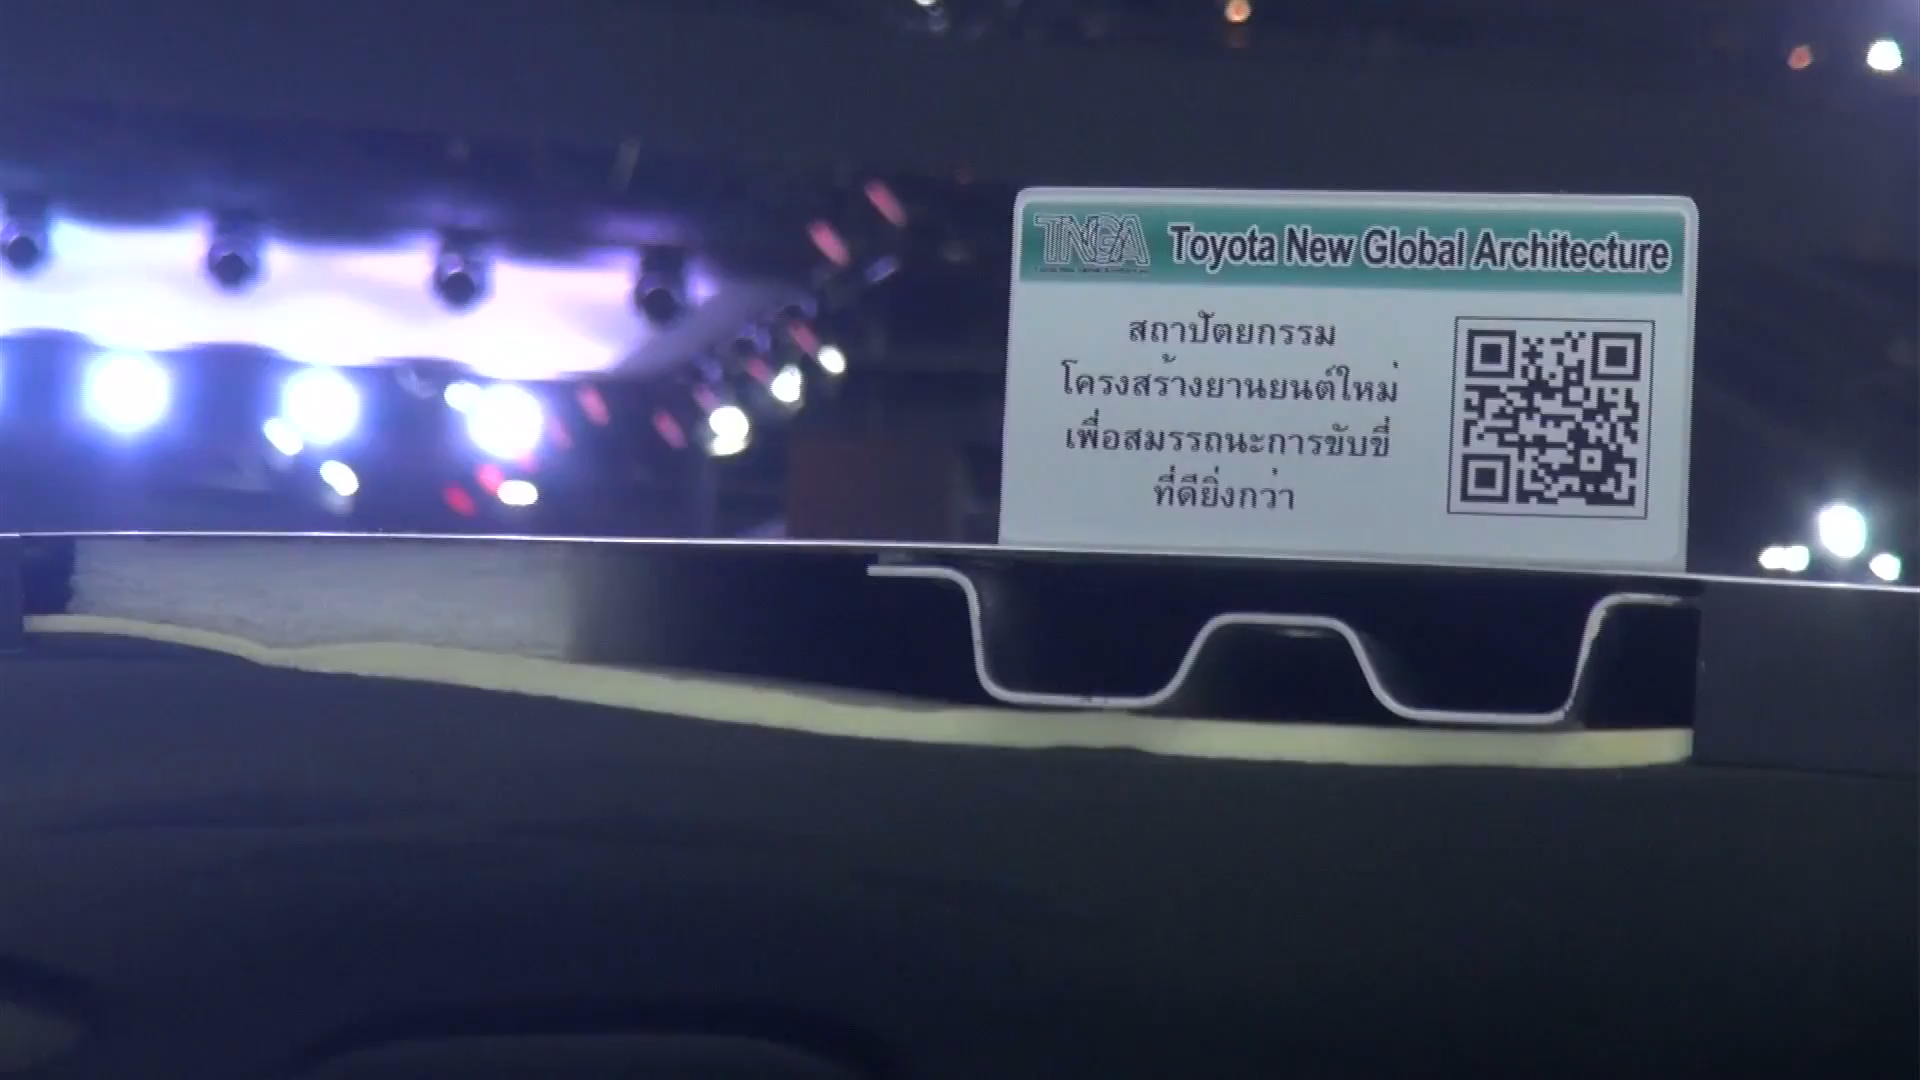 TNGA Toyota New Global Architecture
สถาปัตยกรรม
โครงสร้างยานยนต์ใหม่
เพื่อสมรรถนะการขับขี่
ที่ดียิ่งกว่า